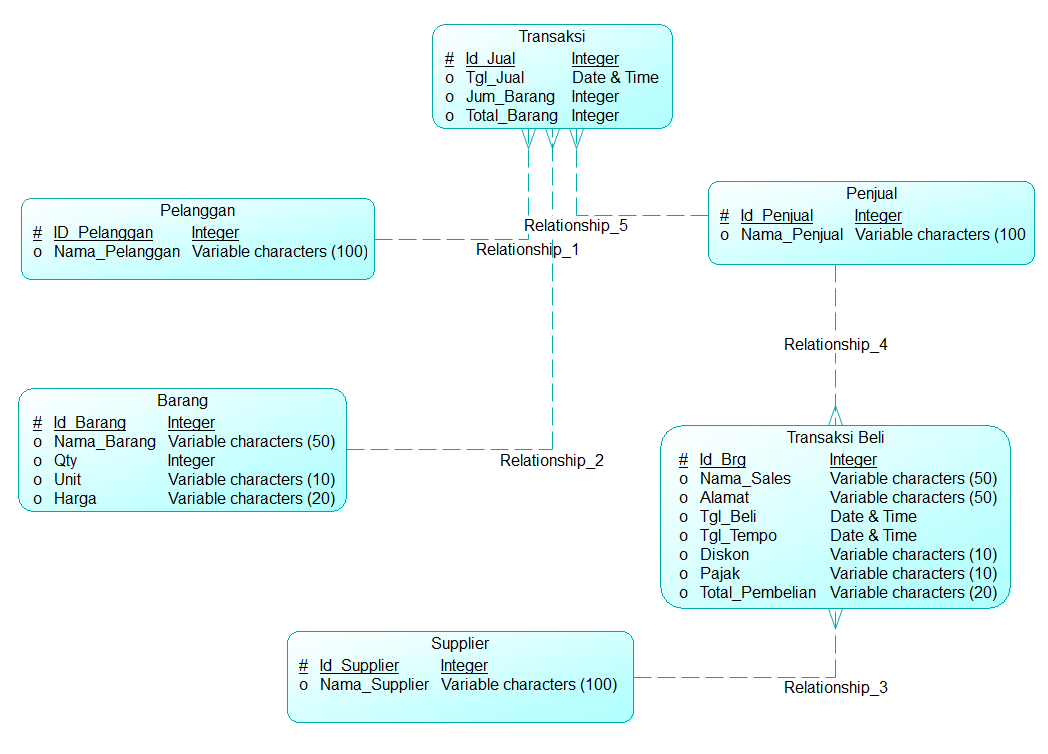 Transaksi
# Id_Jual Integer
o Tgl_Jual Date & Time
o Jum_Barang Integer
o Total_Barang Integer
Pelanggan
# ID_Pelanggan Integer
o Nama_Pelanggan Variable characters (100)
Penjual
# Id_Penjual Integer
o Nama_Penjual Variable characters (100
Relationship_5
Relationship_1
Relationship_4
Barang
# Id_Barang Integer
o Nama_Barang Variable characters (50)
o Qty Integer
o Unit Variable characters (10)
o Harga Variable characters (20)
Relationship_2
Transaksi Beli
# Id_Brg Integer
o Nama_Sales Variable characters (50)
o Alamat Variable characters (50)
o Tgl_Beli Date & Time
o Tgl_Tempo Date & Time
o Diskon Variable characters (10)
o Pajak Variable characters (10)
o Total_Pembelian Variable characters (20)
Supplier
# Id_Supplier Integer
o Nama_Supplier Variable characters (100)
Relationship_3